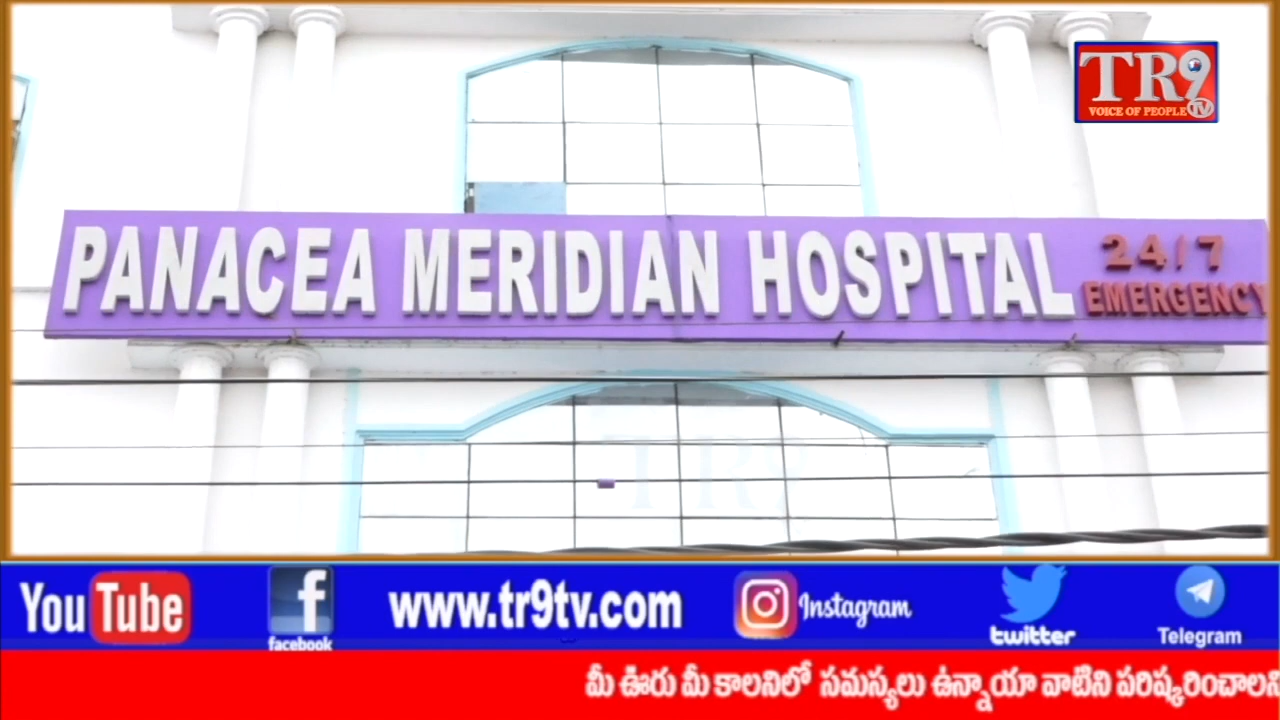 TR9
TV
VOICE OF PEOPLE
PANACEA MERIDIAN HOSPITAL
24/7
EMERGENCY
TR9
YouTube
facebook
www.tr9tv.com
Instagram
twitter
Telegram
మీ ఊరు మీ కాలనిలో సమస్యలు ఉన్నాయా వాటిని పరిష్కరించాలని